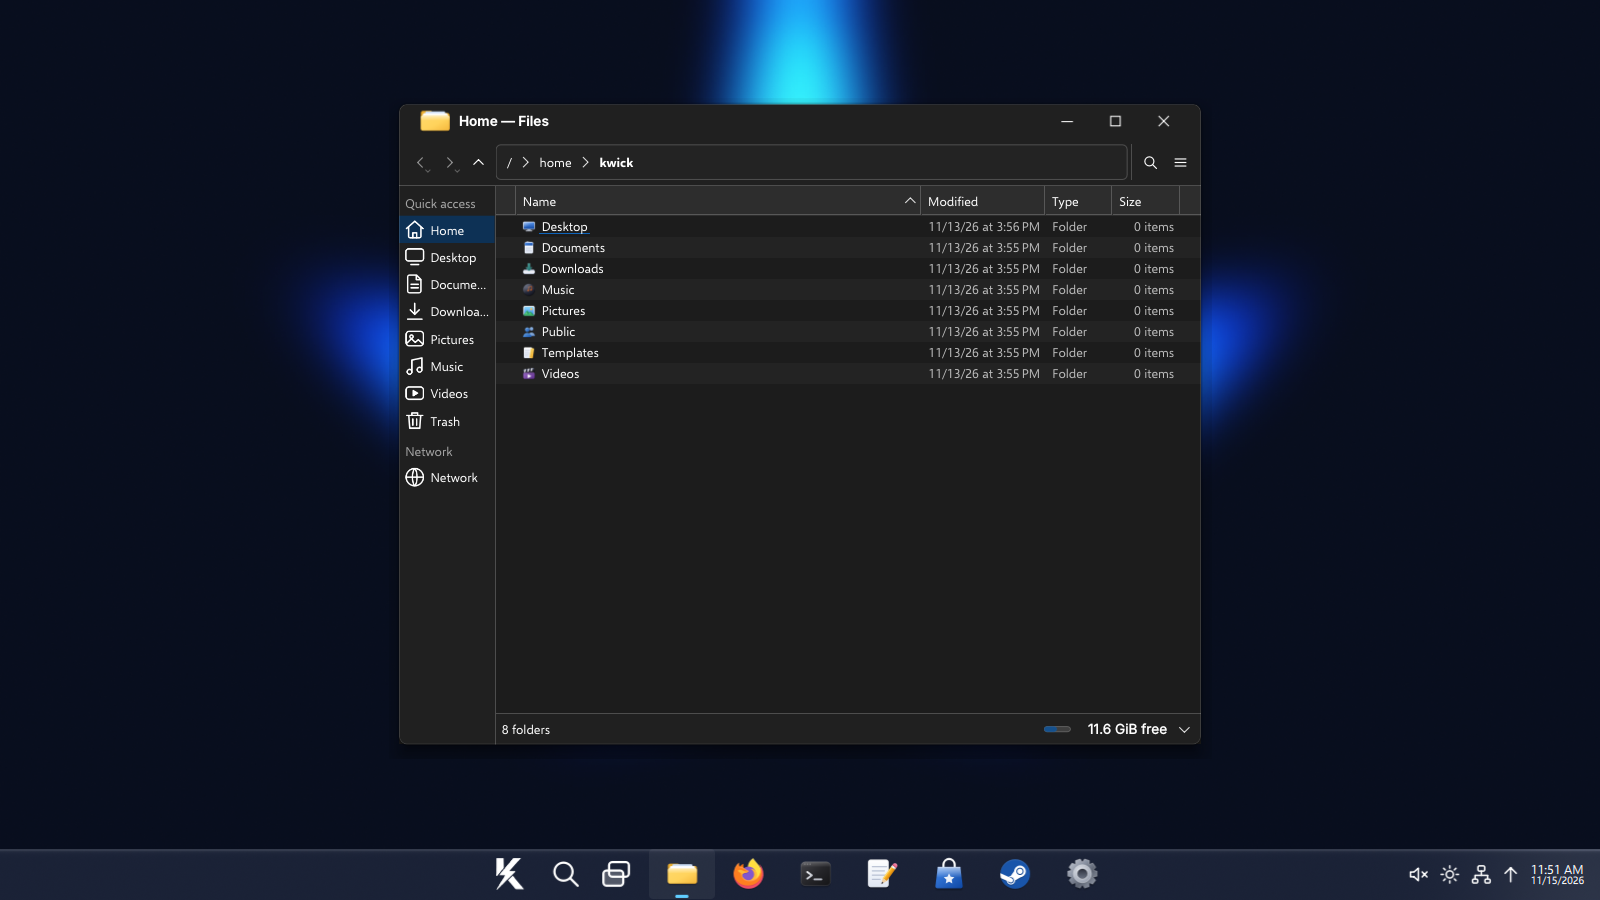 Home — Files
/ home kwick
Quick access
Home
Desktop
Docume...
Downloa...
Pictures
Music
Videos
Trash
Network
Network
Name Modified Type Size
Desktop 11/13/26 at 3:56 PM Folder 0 items
Documents 11/13/26 at 3:55 PM Folder 0 items
Downloads 11/13/26 at 3:55 PM Folder 0 items
Music 11/13/26 at 3:55 PM Folder 0 items
Pictures 11/13/26 at 3:55 PM Folder 0 items
Public 11/13/26 at 3:55 PM Folder 0 items
Templates 11/13/26 at 3:55 PM Folder 0 items
Videos 11/13/26 at 3:55 PM Folder 0 items
8 folders 11.6 GiB free
11:51 AM
11/15/2026